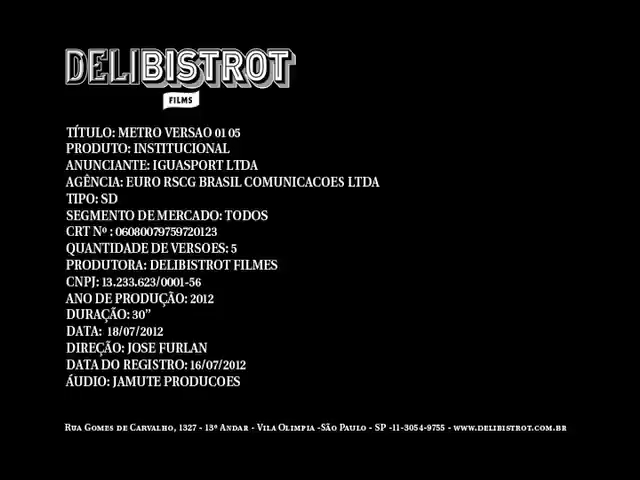 DELIBISTROT
FILMS
TÍTULO: METRO VERSAO 01 05
PRODUTO: INSTITUCIONAL
ANUNCIANTE: IGUASPORT LTDA
AGÊNCIA: EURO RSCG BRASIL COMUNICACOES LTDA
TIPO: SD
SEGMENTO DE MERCADO: TODOS
CRT Nº : 06080079759720123
QUANTIDADE DE VERSOES: 5
PRODUTORA: DELIBISTROT FILMES
CNPJ: 13.233.623/0001-56
ANO DE PRODUÇÃO: 2012
DURAÇÃO: 30”
DATA:  18/07/2012
DIREÇÃO: JOSE FURLAN
DATA DO REGISTRO: 16/07/2012
ÁUDIO: JAMUTE PRODUCOES
RUA GOMES DE CARVALHO, 1327 - 13º ANDAR - VILA OLIMPIA -SÃO PAULO - SP -11-3054-9755 - WWW.DELIBISTROT.COM.BR